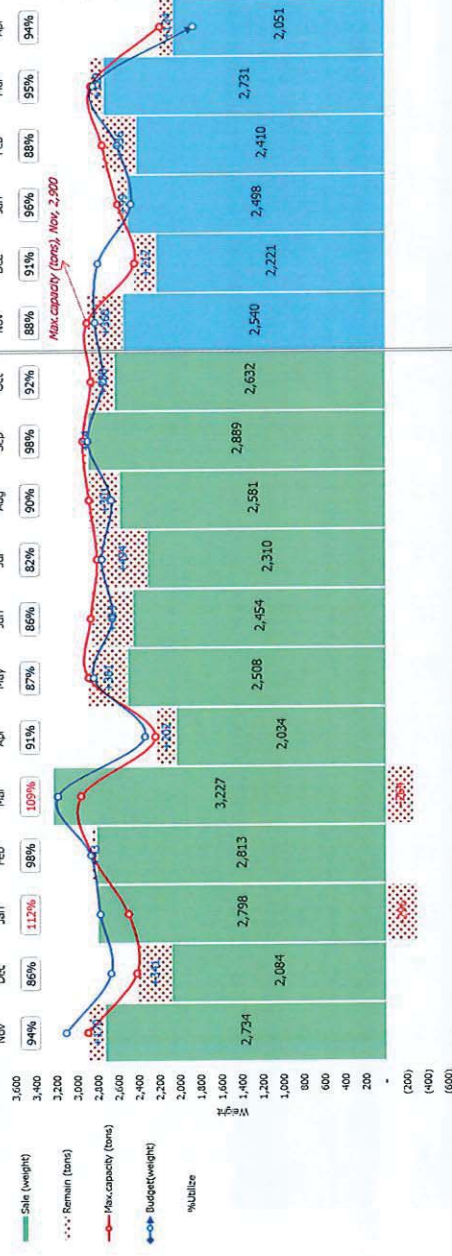 Nov Dec Jan Feb Mar Apr May Jun Jul Aug Sep Oct Nov Dec Jan Feb Mar Apr
94% 86% 112% 98% 109% 91% 87% 86% 82% 90% 98% 92% 88% 91% 96% 88% 95% 94%
Sale (weight)
Remain (tons)
Max.capacity (tons)
Budget(weight)
%Utilize
Weight
3,600
3,400
3,200
3,000
2,800
2,600
2,400
2,200
2,000
1,800
1,600
1,400
1,200
1,000
800
600
400
200
-
(200)
(400)
(600)
Max.capacity (tons), Nov, 2,900
2,734 2,084 2,798 2,813 3,227 2,034 2,508 2,454 2,310 2,581 2,889 2,632 2,540 2,221 2,498 2,410 2,731 2,051